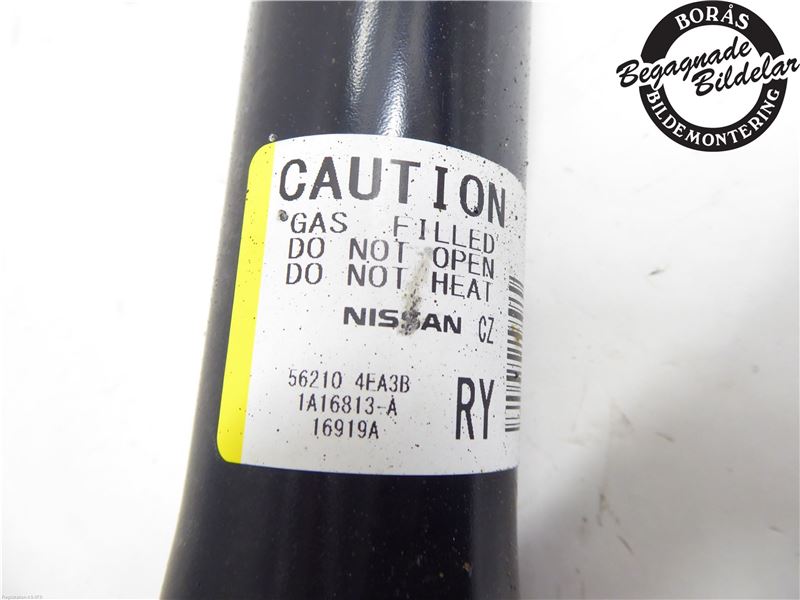 BORÅS
Begagnade
Bildelar
BILDEMONTERING
CAUTION
GAS FILLED
DO NOT OPEN
DO NOT HEAT
NISSAN CZ
56210 4EA3B
1A16813-A
16919A
RY